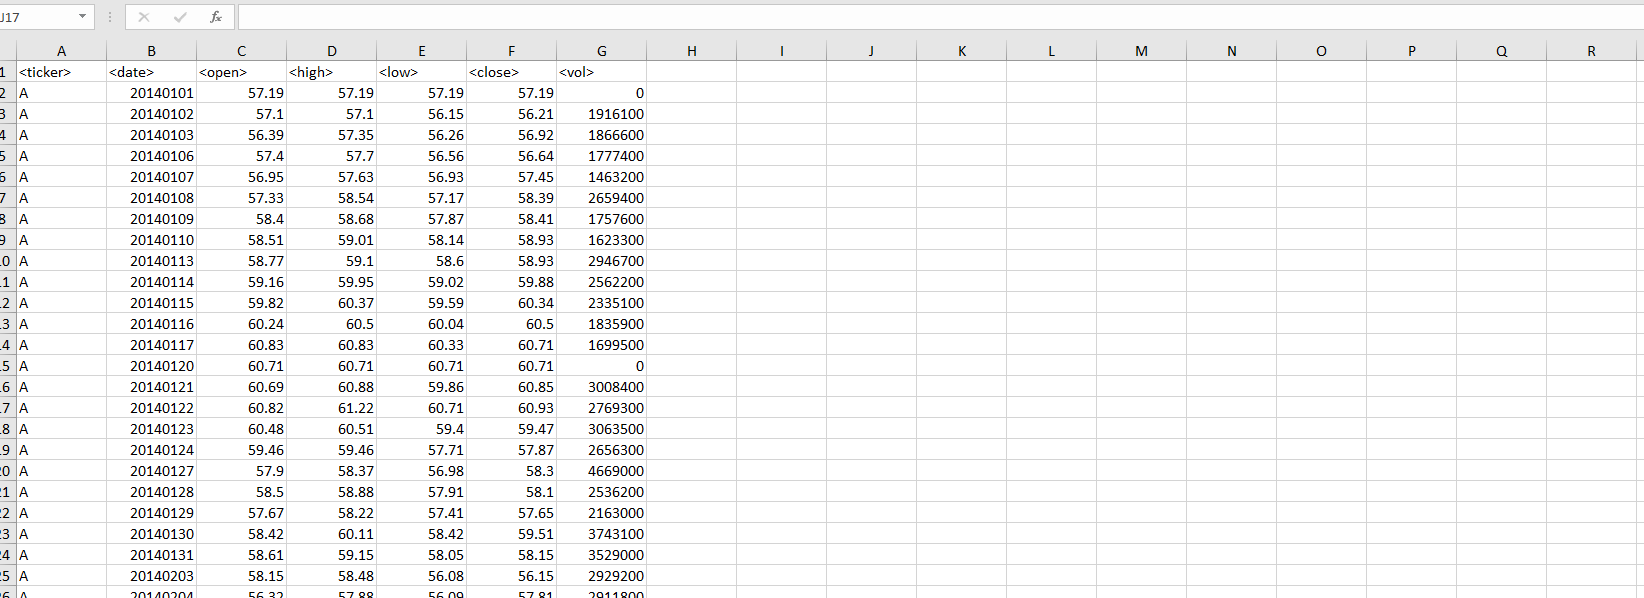 J17 fx
A B C D E F G H I J K L M N O P Q R
1 <ticker> <date> <open> <high> <low> <close> <vol>
2 A 20140101 57.19 57.19 57.19 57.19 0
3 A 20140102 57.1 57.1 56.15 56.21 1916100
4 A 20140103 56.39 57.35 56.26 56.92 1866600
5 A 20140106 57.4 57.7 56.56 56.64 1777400
6 A 20140107 56.95 57.63 56.93 57.45 1463200
7 A 20140108 57.33 58.54 57.17 58.39 2659400
8 A 20140109 58.4 58.68 57.87 58.41 1757600
9 A 20140110 58.51 59.01 58.14 58.93 1623300
10 A 20140113 58.77 59.1 58.6 58.93 2946700
11 A 20140114 59.16 59.95 59.02 59.88 2562200
12 A 20140115 59.82 60.37 59.59 60.34 2335100
13 A 20140116 60.24 60.5 60.04 60.5 1835900
14 A 20140117 60.83 60.83 60.33 60.71 1699500
15 A 20140120 60.71 60.71 60.71 60.71 0
16 A 20140121 60.69 60.88 59.86 60.85 3008400
17 A 20140122 60.82 61.22 60.71 60.93 2769300
18 A 20140123 60.48 60.51 59.4 59.47 3063500
19 A 20140124 59.46 59.46 57.71 57.87 2656300
20 A 20140127 57.9 58.37 56.98 58.3 4669000
21 A 20140128 58.5 58.88 57.91 58.1 2536200
22 A 20140129 57.67 58.22 57.41 57.65 2163000
23 A 20140130 58.42 60.11 58.42 59.51 3743100
24 A 20140131 58.61 59.15 58.05 58.15 3529000
25 A 20140203 58.15 58.48 56.08 56.15 2929200
26 A 20140204 56.32 57.88 56.09 57.81 2911800